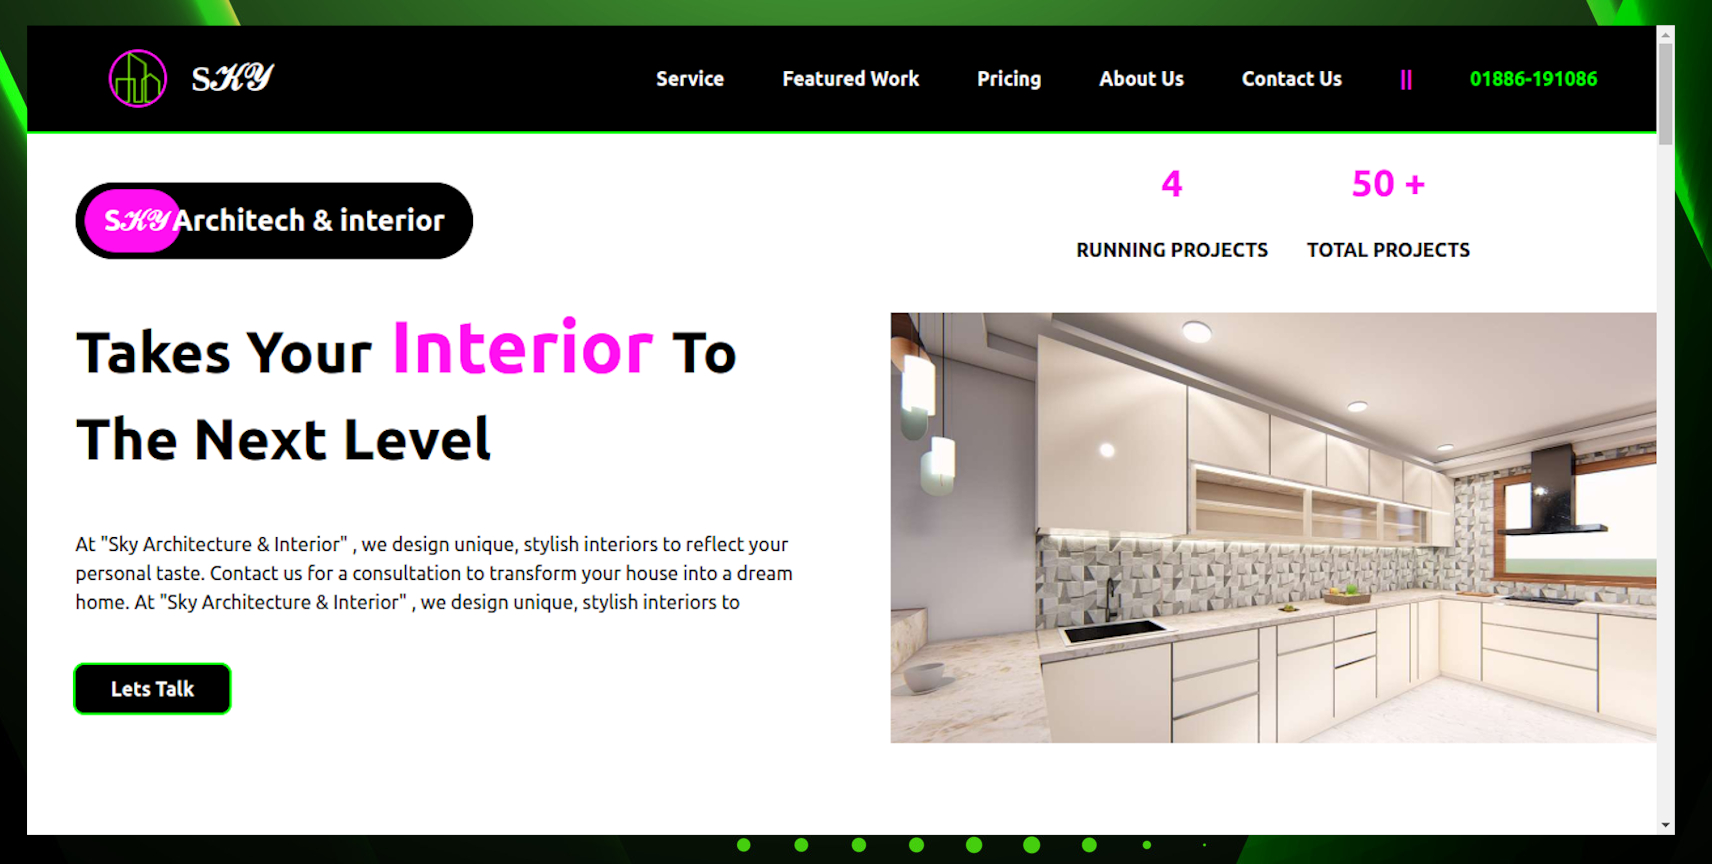 SKY
Service Featured Work Pricing About Us Contact Us || 01886-191086
SKY Architech & interior
4 50 +
RUNNING PROJECTS TOTAL PROJECTS
Takes Your Interior To
The Next Level
At "Sky Architecture & Interior" , we design unique, stylish interiors to reflect your
personal taste. Contact us for a consultation to transform your house into a dream
home. At "Sky Architecture & Interior" , we design unique, stylish interiors to
Lets Talk